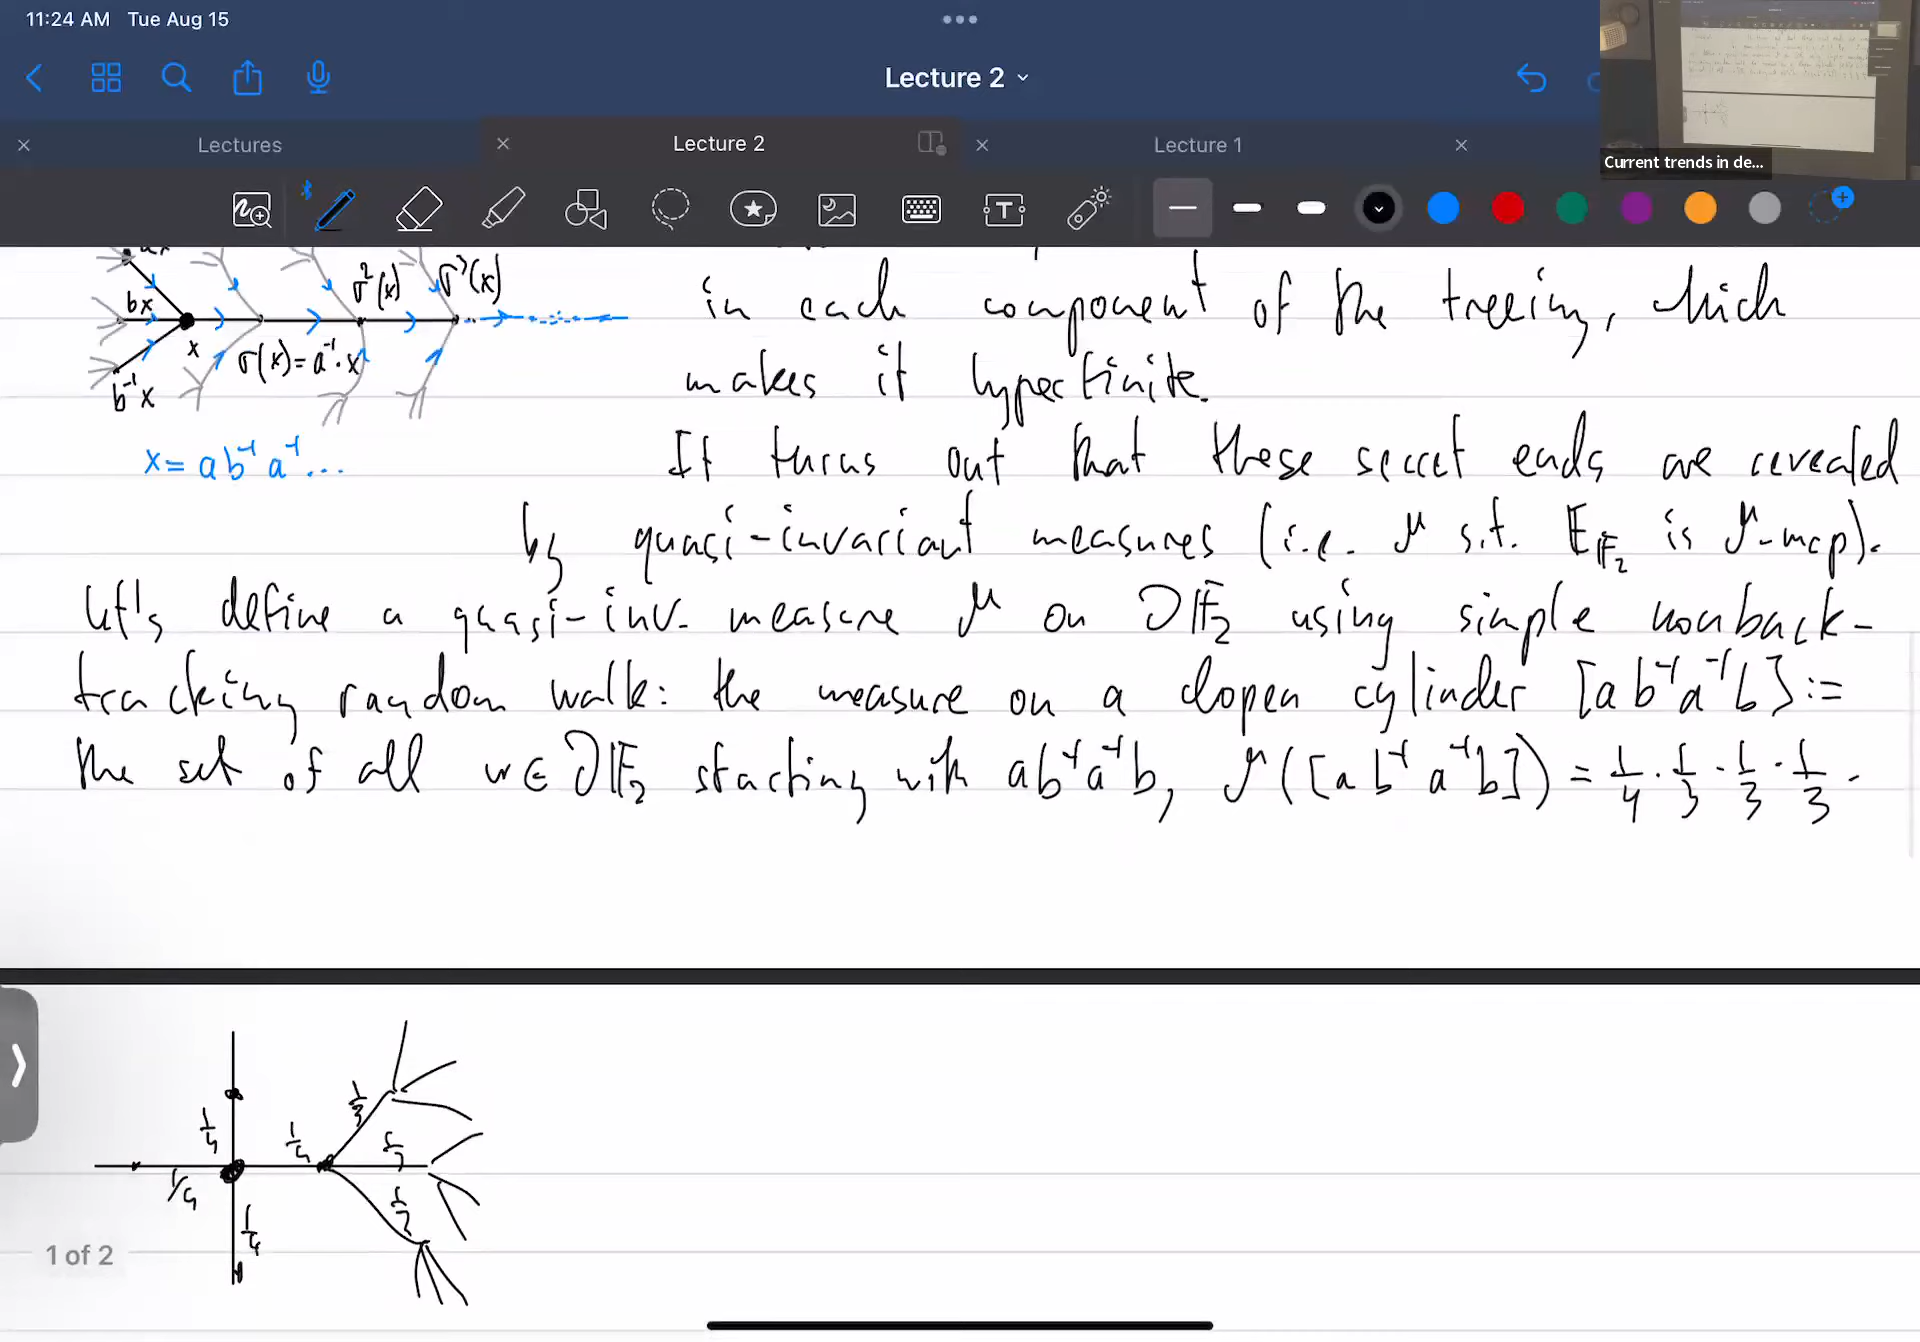 11:24 AM Tue Aug 15
Lecture 2
Lectures
Lecture 2
Lecture 1
Current trends in de...
bx
x
b⁻¹x
σ(x) = a⁻¹·x
σ²(x)
σ³(x)
x = ab⁻¹a⁻¹...
in each component of the treeing, which
makes it hyperfinite.
It turns out that these secret ends are revealed
by quasi-invariant measures (i.e. μ s.t. E_𝔽₂ is μ-mcp).
Let's define a quasi-inv. measure μ on ∂𝔽₂ using simple nonback-
tracking random walk: the measure on a clopen cylinder [ab⁻¹a⁻¹b] :=
the set of all w ∈ ∂𝔽₂ starting with ab⁻¹a⁻¹b, μ([ab⁻¹a⁻¹b]) = 1/4 · 1/3 · 1/3 · 1/3 .
1/3
1/4
1/4
1/3
1/4
1/3
1/4
1 of 2